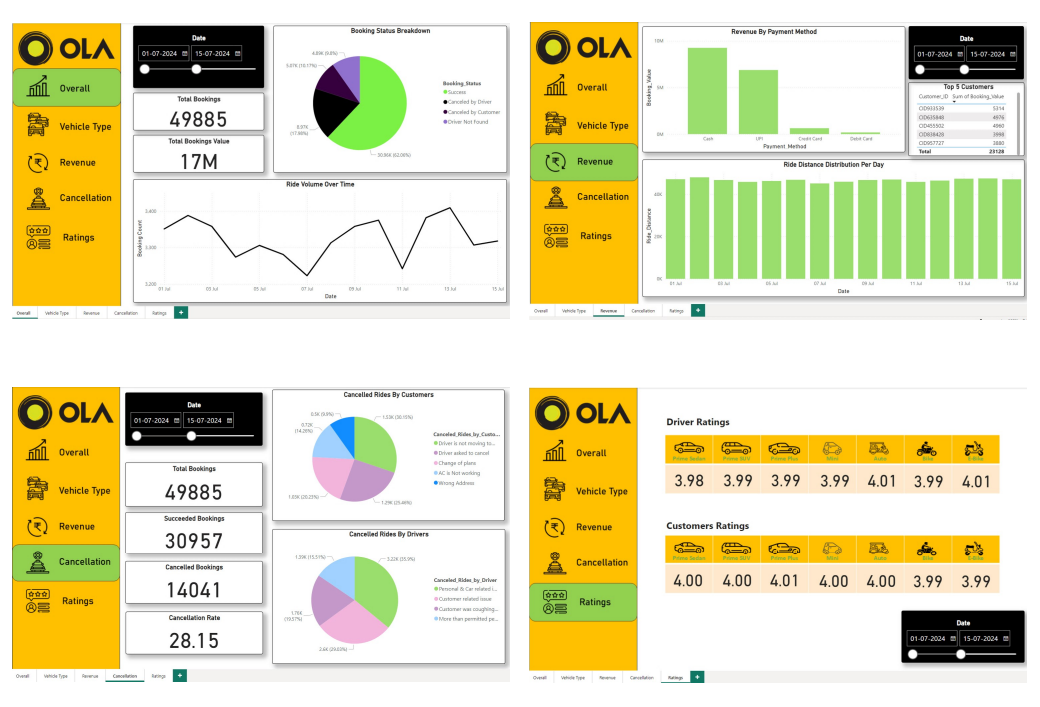 OLA
Overall
Vehicle Type
Revenue
Cancellation
Ratings
Date
01-07-2024 15-07-2024
Total Bookings
49885
Total Bookings Value
17M
Booking Status Breakdown
4.89K (9.8%)
5.07K (10.17%)
8.97K
(17.98%)
30.96K (62.06%)
Booking_Status
Success
Canceled by Driver
Canceled by Customer
Driver Not Found
Ride Volume Over Time
Booking Count
3,400
3,300
3,200
01 Jul 03 Jul 05 Jul 07 Jul 09 Jul 11 Jul 13 Jul 15 Jul
Date
Overall Vehicle Type Revenue Cancellation Ratings +
OLA
Overall
Vehicle Type
Revenue
Cancellation
Ratings
Revenue By Payment Method
Booking_Value
10M
5M
0M
Cash UPI Credit Card Debit Card
Payment_Method
Date
01-07-2024 15-07-2024
Top 5 Customers
Customer_ID Sum of Booking_Value
CID933539 5314
CID635848 4976
CID455502 4960
CID838428 3998
CID957727 3880
Total 23128
Ride Distance Distribution Per Day
Ride_Distance
40K
20K
0K
01 Jul 03 Jul 05 Jul 07 Jul 09 Jul 11 Jul 13 Jul 15 Jul
Date
Overall Vehicle Type Revenue Cancellation Ratings +
OLA
Overall
Vehicle Type
Revenue
Cancellation
Ratings
Date
01-07-2024 15-07-2024
Total Bookings
49885
Succeeded Bookings
30957
Cancelled Bookings
14041
Cancellation Rate
28.15
Cancelled Rides By Customers
0.5K (9.9%)
0.72K
(14.26%)
1.03K (20.23%)
1.53K (30.15%)
1.29K (25.46%)
Canceled_Rides_by_Custo...
Driver is not moving to...
Driver asked to cancel
Change of plans
AC is Not working
Wrong Address
Cancelled Rides By Drivers
1.39K (15.51%)
1.76K
(19.57%)
2.6K (29.03%)
Canceled_Rides_by_Driver
Personal & Car related i...
Customer related issue
Customer was coughing...
More than permitted pe...
Overall Vehicle Type Revenue Cancellation Ratings +
OLA
Overall
Vehicle Type
Revenue
Cancellation
Ratings
Driver Ratings
Prime Sedan Prime SUV Prime Plus Mini Auto Bike E-Bike
3.98 3.99 3.99 3.99 4.01 3.99 4.01
Customers Ratings
Prime Sedan Prime SUV Prime Plus Mini Auto Bike E-Bike
4.00 4.00 4.01 4.00 4.00 3.99 3.99
Date
01-07-2024 15-07-2024
Overall Vehicle Type Revenue Cancellation Ratings +